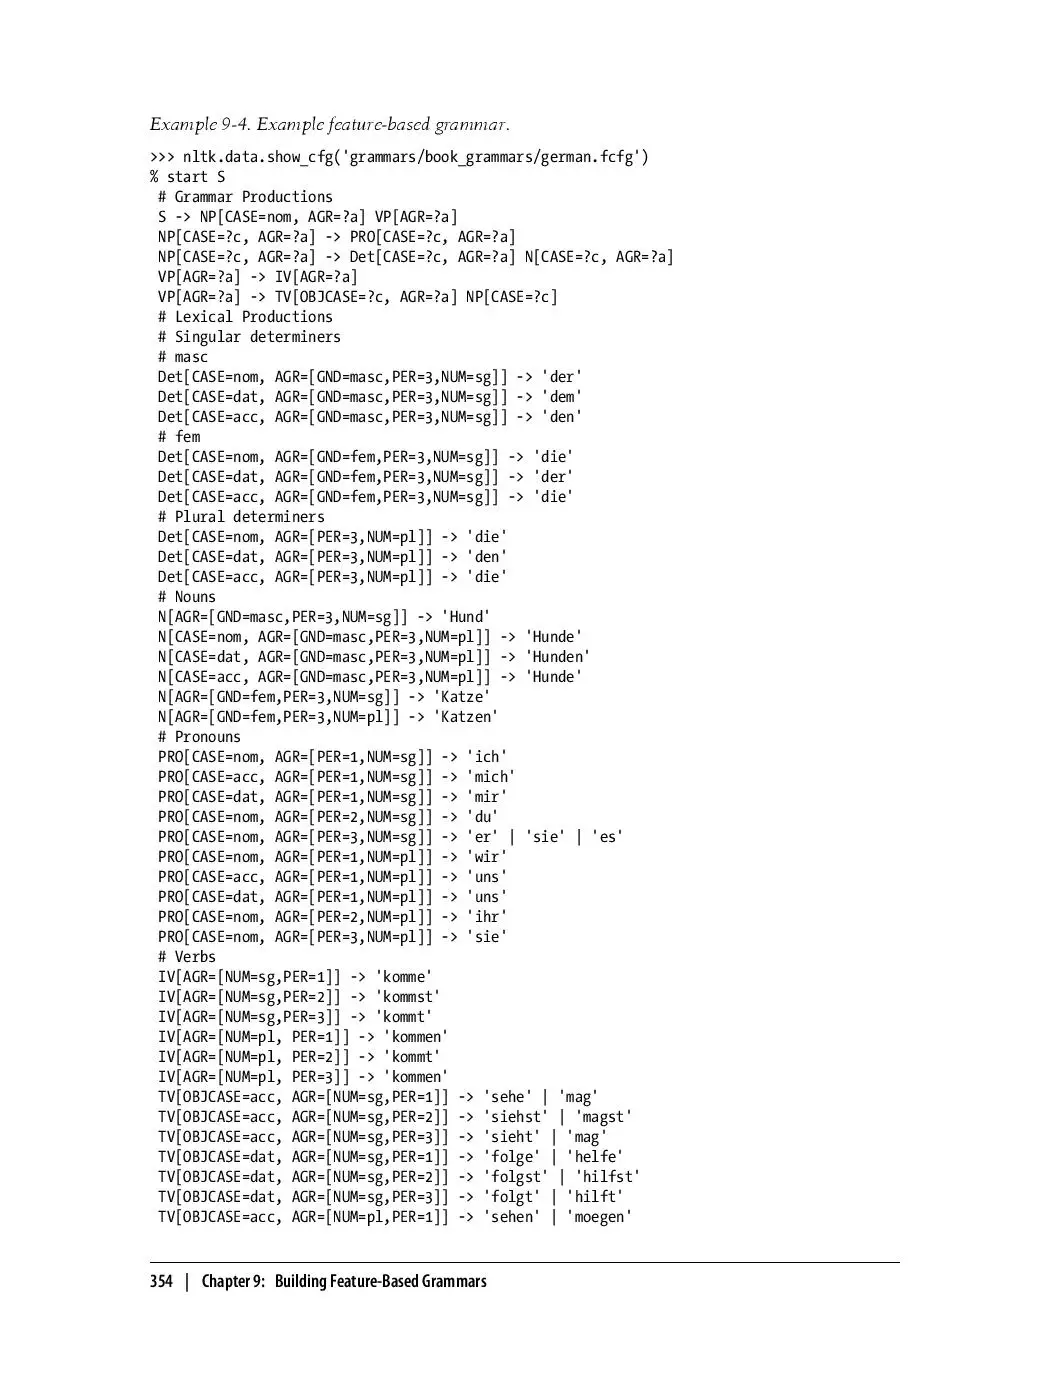 Example 9-4. Example feature-based grammar.
>>> nltk.data.show_cfg('grammars/book_grammars/german.fcfg')
% start S
# Grammar Productions
S -> NP[CASE=nom, AGR=?a] VP[AGR=?a]
NP[CASE=?c, AGR=?a] -> PRO[CASE=?c, AGR=?a]
NP[CASE=?c, AGR=?a] -> Det[CASE=?c, AGR=?a] N[CASE=?c, AGR=?a]
VP[AGR=?a] -> IV[AGR=?a]
VP[AGR=?a] -> TV[OBJCASE=?c, AGR=?a] NP[CASE=?c]
# Lexical Productions
# Singular determiners
# masc
Det[CASE=nom, AGR=[GND=masc,PER=3,NUM=sg]] -> 'der'
Det[CASE=dat, AGR=[GND=masc,PER=3,NUM=sg]] -> 'dem'
Det[CASE=acc, AGR=[GND=masc,PER=3,NUM=sg]] -> 'den'
# fem
Det[CASE=nom, AGR=[GND=fem,PER=3,NUM=sg]] -> 'die'
Det[CASE=dat, AGR=[GND=fem,PER=3,NUM=sg]] -> 'der'
Det[CASE=acc, AGR=[GND=fem,PER=3,NUM=sg]] -> 'die'
# Plural determiners
Det[CASE=nom, AGR=[PER=3,NUM=pl]] -> 'die'
Det[CASE=dat, AGR=[PER=3,NUM=pl]] -> 'den'
Det[CASE=acc, AGR=[PER=3,NUM=pl]] -> 'die'
# Nouns
N[AGR=[GND=masc,PER=3,NUM=sg]] -> 'Hund'
N[CASE=nom, AGR=[GND=masc,PER=3,NUM=pl]] -> 'Hunde'
N[CASE=dat, AGR=[GND=masc,PER=3,NUM=pl]] -> 'Hunden'
N[CASE=acc, AGR=[GND=masc,PER=3,NUM=pl]] -> 'Hunde'
N[AGR=[GND=fem,PER=3,NUM=sg]] -> 'Katze'
N[AGR=[GND=fem,PER=3,NUM=pl]] -> 'Katzen'
# Pronouns
PRO[CASE=nom, AGR=[PER=1,NUM=sg]] -> 'ich'
PRO[CASE=acc, AGR=[PER=1,NUM=sg]] -> 'mich'
PRO[CASE=dat, AGR=[PER=1,NUM=sg]] -> 'mir'
PRO[CASE=nom, AGR=[PER=2,NUM=sg]] -> 'du'
PRO[CASE=nom, AGR=[PER=3,NUM=sg]] -> 'er' | 'sie' | 'es'
PRO[CASE=nom, AGR=[PER=1,NUM=pl]] -> 'wir'
PRO[CASE=acc, AGR=[PER=1,NUM=pl]] -> 'uns'
PRO[CASE=dat, AGR=[PER=1,NUM=pl]] -> 'uns'
PRO[CASE=nom, AGR=[PER=2,NUM=pl]] -> 'ihr'
PRO[CASE=nom, AGR=[PER=3,NUM=pl]] -> 'sie'
# Verbs
IV[AGR=[NUM=sg,PER=1]] -> 'komme'
IV[AGR=[NUM=sg,PER=2]] -> 'kommst'
IV[AGR=[NUM=sg,PER=3]] -> 'kommt'
IV[AGR=[NUM=pl, PER=1]] -> 'kommen'
IV[AGR=[NUM=pl, PER=2]] -> 'kommt'
IV[AGR=[NUM=pl, PER=3]] -> 'kommen'
TV[OBJCASE=acc, AGR=[NUM=sg,PER=1]] -> 'sehe' | 'mag'
TV[OBJCASE=acc, AGR=[NUM=sg,PER=2]] -> 'siehst' | 'magst'
TV[OBJCASE=acc, AGR=[NUM=sg,PER=3]] -> 'sieht' | 'mag'
TV[OBJCASE=dat, AGR=[NUM=sg,PER=1]] -> 'folge' | 'helfe'
TV[OBJCASE=dat, AGR=[NUM=sg,PER=2]] -> 'folgst' | 'hilfst'
TV[OBJCASE=dat, AGR=[NUM=sg,PER=3]] -> 'folgt' | 'hilft'
TV[OBJCASE=acc, AGR=[NUM=pl,PER=1]] -> 'sehen' | 'moegen'
354 | Chapter 9: Building Feature-Based Grammars